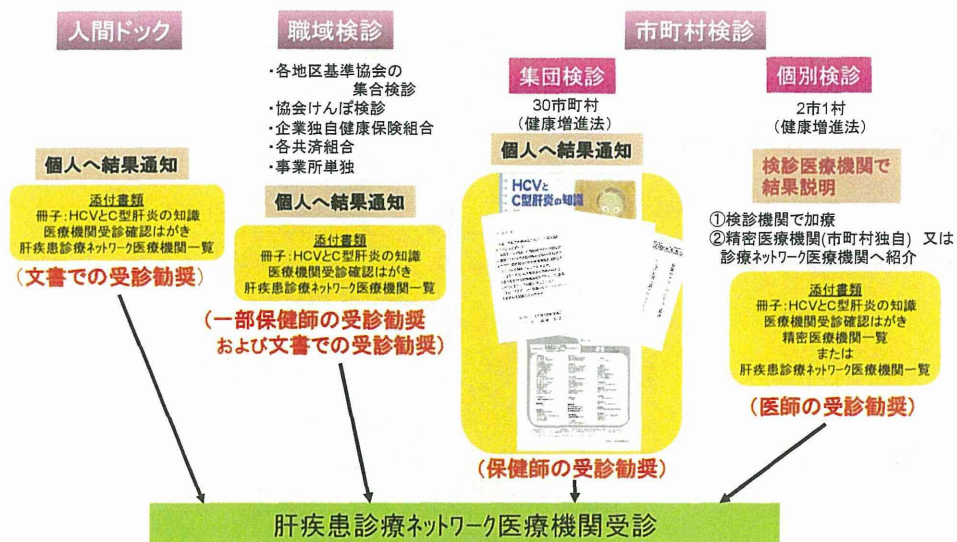 人間ドック
個人へ結果通知
添付書類
冊子:HCVとC型肝炎の知識
医療機関受診確認はがき
肝疾患診療ネットワーク医療機関一覧
(文書での受診勧奨)
職域検診
・各地区基準協会の
集合検診
・協会けんぽ検診
・企業独自健康保険組合
・各共済組合
・事業所単独
個人へ結果通知
添付書類
冊子:HCVとC型肝炎の知識
医療機関受診確認はがき
肝疾患診療ネットワーク医療機関一覧
(一部保健師の受診勧奨
および文書での受診勧奨)
市町村検診
集団検診
30市町村
(健康増進法)
個人へ結果通知
HCVと
C型肝炎の知識
(保健師の受診勧奨)
個別検診
2市1村
(健康増進法)
検診医療機関で
結果説明
①検診機関で加療
②精密医療機関(市町村独自) 又は
診療ネットワーク医療機関へ紹介
添付書類
冊子:HCVとC型肝炎の知識
医療機関受診確認はがき
精密医療機関一覧
または
肝疾患診療ネットワーク医療機関一覧
(医師の受診勧奨)
肝疾患診療ネットワーク医療機関受診